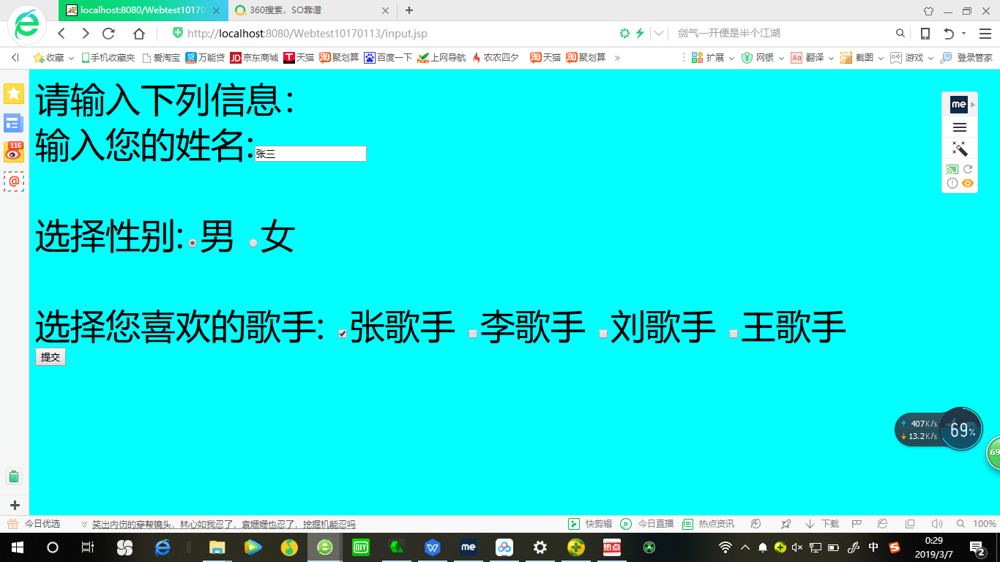 localhost:8080/Webtest10170
360搜索，SO靠谱
http://localhost:8080/Webtest10170113/input.jsp
剑气一开便是半个江湖
收藏 手机收藏夹 爱淘宝 贷 万能贷 JD 京东商城 T 天猫 淘 聚划算 百度一下 上网导航 农农四夕 淘 天猫 淘 聚划算 » 扩展 网银 Aa 翻译 截图 游戏 登录管家
请输入下列信息：
me
输入您的姓名:张三
116
@
选择性别: 男 女
选择您喜欢的歌手: 张歌手 李歌手 刘歌手 王歌手
提交
407K/s
69%
13.2K/s
69
今日优选 笑出内伤的穿帮镜头，林心如我忍了，袁姗姗也忍了，挖掘机能忍吗 快剪辑 今日直播 热点资讯 下载 100%
QIY me 热点 中 S
0:29
2019/3/7
2